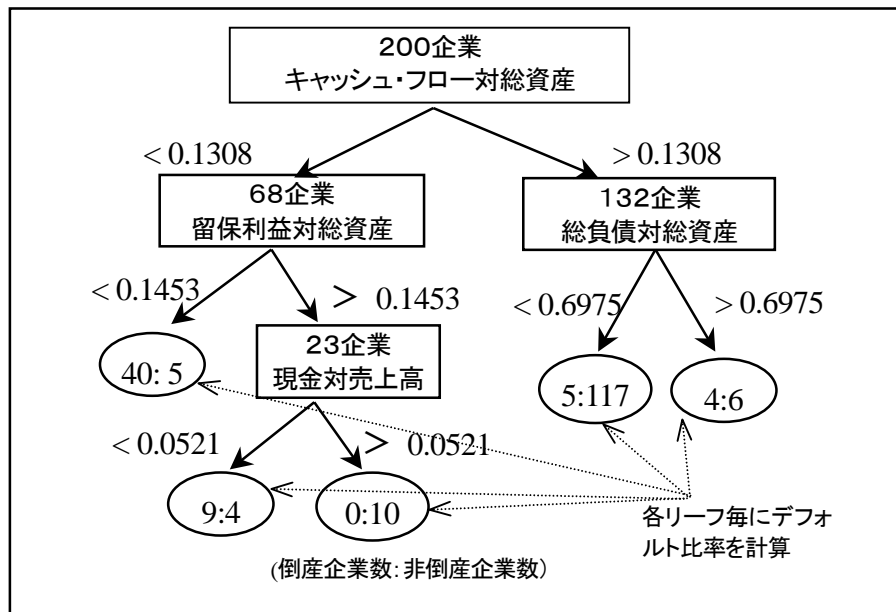 200企業
キャッシュ・フロー対総資産
< 0.1308
> 0.1308
68企業
留保利益対総資産
132企業
総負債対総資産
< 0.1453
> 0.1453
< 0.6975
> 0.6975
40: 5
23企業
現金対売上高
5:117
4:6
< 0.0521
> 0.0521
9:4
0:10
各リーフ毎にデフォ
ルト比率を計算
(倒産企業数: 非倒産企業数)